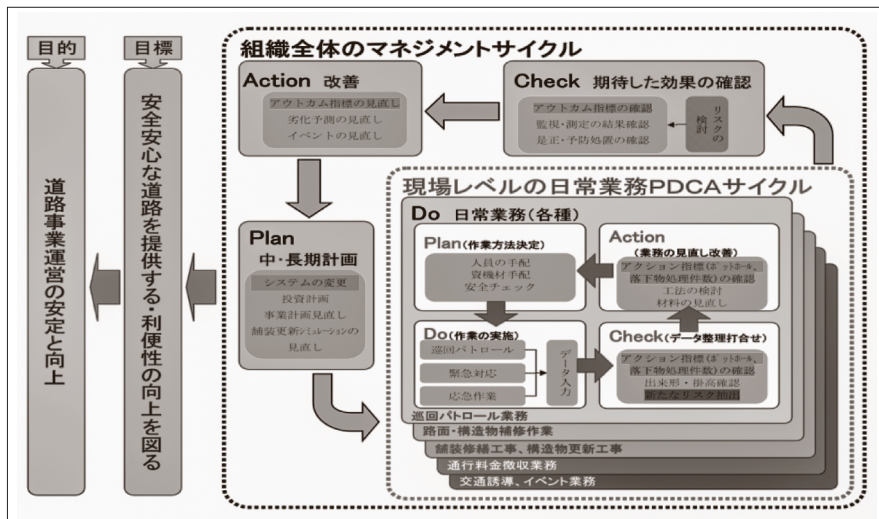 目的
道路事業運営の安定と向上
目標
安全安心な道路を提供する・利便性の向上を図る
組織全体のマネジメントサイクル
Action 改善
アウトカム指標の見直し
劣化予測の見直し
イベントの見直し
Check 期待した効果の確認
アウトカム指標の確認
監視・測定の結果確認
是正・予防処置の確認
リスクの
検討
Plan
中・長期計画
システムの変更
投資計画
事業計画見直し
舗装更新シミュレーションの
見直し
現場レベルの日常業務PDCAサイクル
Do 日常業務(各種)
Plan(作業方法決定)
人員の手配
資機材手配
安全チェック
Action
(業務の見直し改善)
アクション指標(ポットホール、
落下物処理件数)の確認
工法の検討
材料の見直し
Do(作業の実施)
巡回パトロール
緊急対応
応急作業
データ入力
Check(データ整理打合せ)
アクション指標(ポットホール、
落下物処理件数)の確認
出来形・掛高確認
新たなリスク抽出
巡回パトロール業務
路面・構造物補修作業
舗装修繕工事、構造物更新工事
通行料金徴収業務
交通誘導、イベント業務